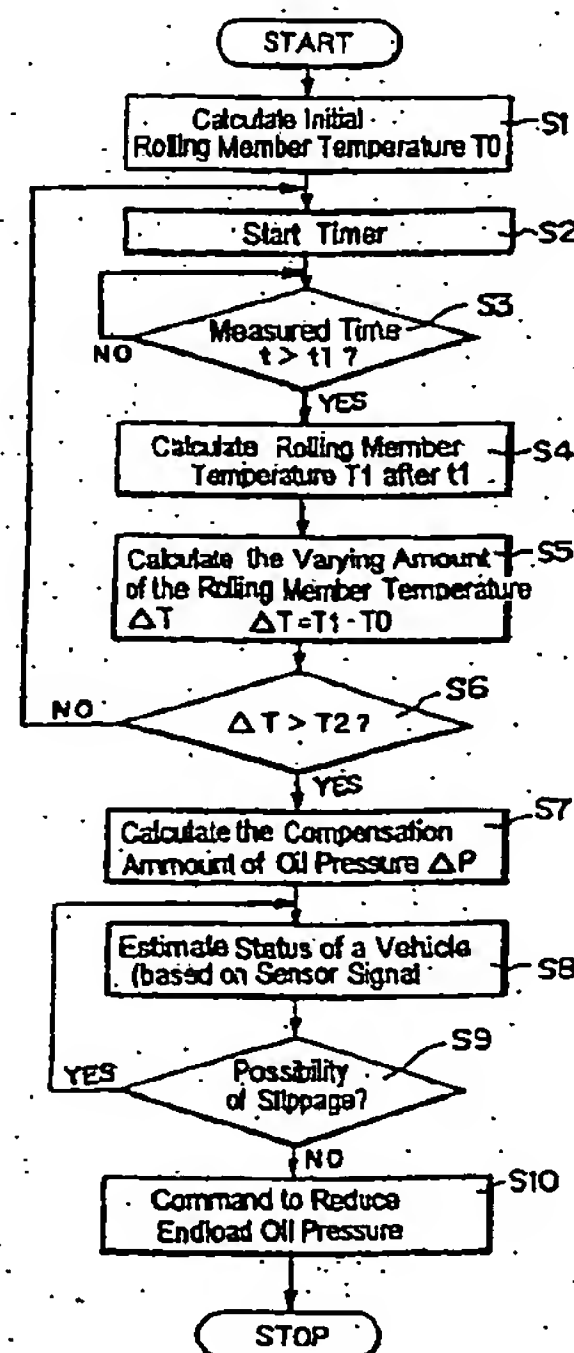 START
Calculate Initial
Rolling Member Temperature T0
S1
Start Timer
S2
Measured Time
t > t1 ?
S3
NO
YES
Calculate Rolling Member
Temperature T1 after t1
S4
Calculate the Varying Amount
of the Rolling Member Temperature
ΔT ΔT=T1-T0
S5
ΔT > T2?
S6
NO
YES
Calculate the Compensation
Ammount of Oil Pressure ΔP
S7
Estimate Status of a Vehicle
(based on Sensor Signal
S8
Possibility
of Slippage?
S9
YES
NO
Command to Reduce
Endload Oil Pressure
S10
STOP